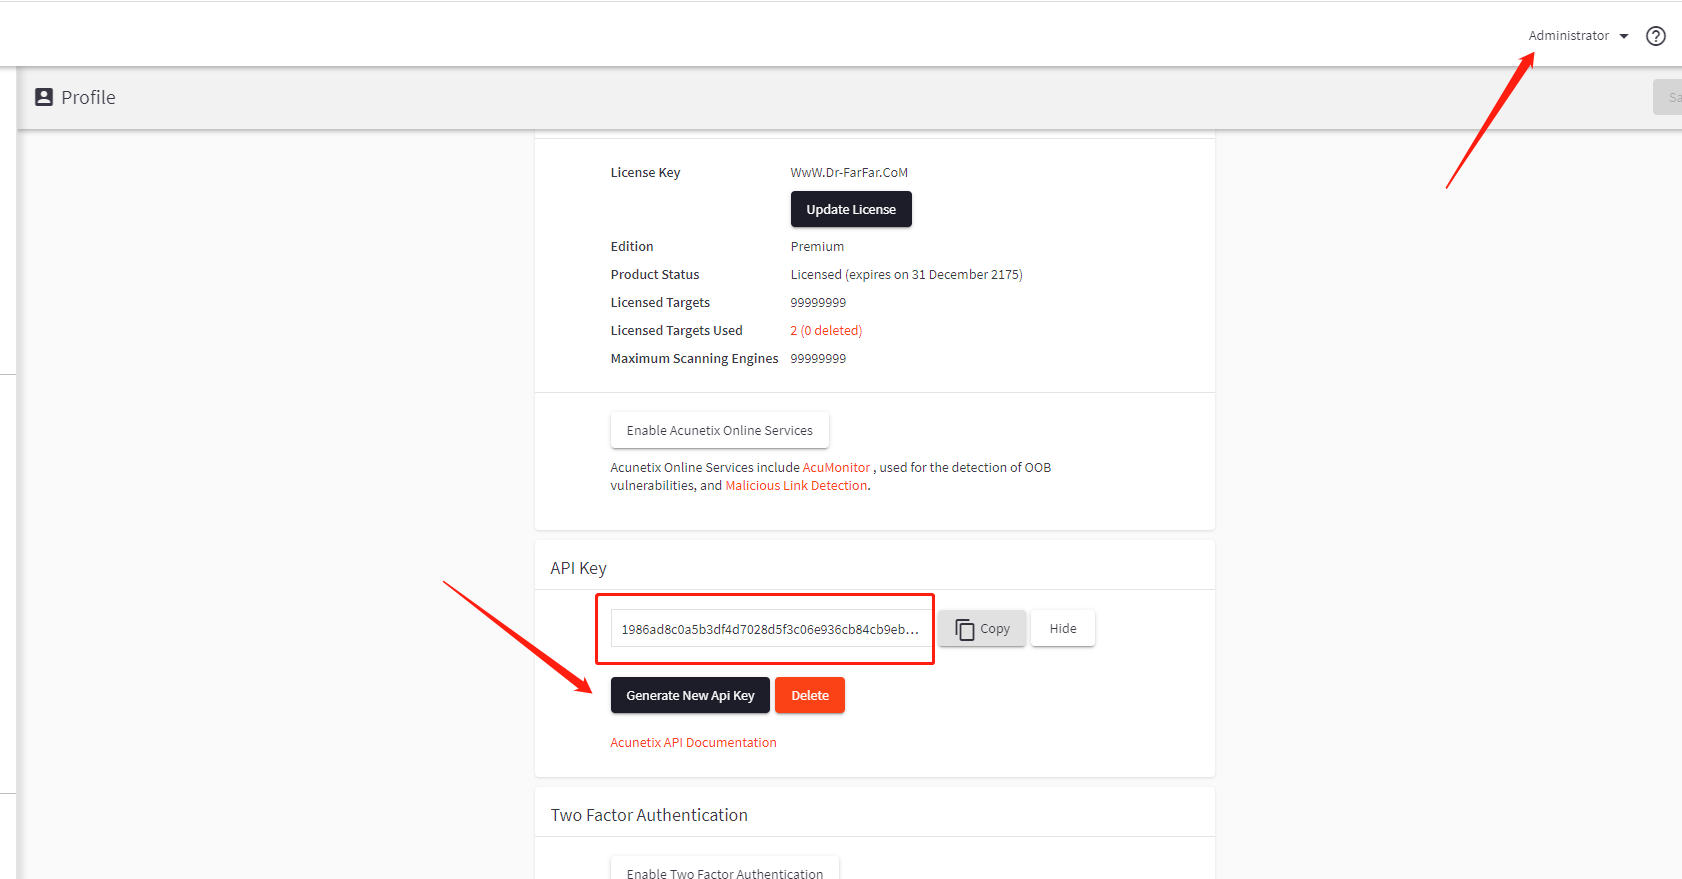 Administrator
Profile
License Key WwW.Dr-FarFar.CoM
Update License
Edition Premium
Product Status Licensed (expires on 31 December 2175)
Licensed Targets 99999999
Licensed Targets Used 2 (0 deleted)
Maximum Scanning Engines 99999999
Enable Acunetix Online Services
Acunetix Online Services include AcuMonitor , used for the detection of OOB
vulnerabilities, and Malicious Link Detection.
API Key
1986ad8c0a5b3df4d7028d5f3c06e936cb84cb9eb... Copy Hide
Generate New Api Key Delete
Acunetix API Documentation
Two Factor Authentication
Enable Two Factor Authentication